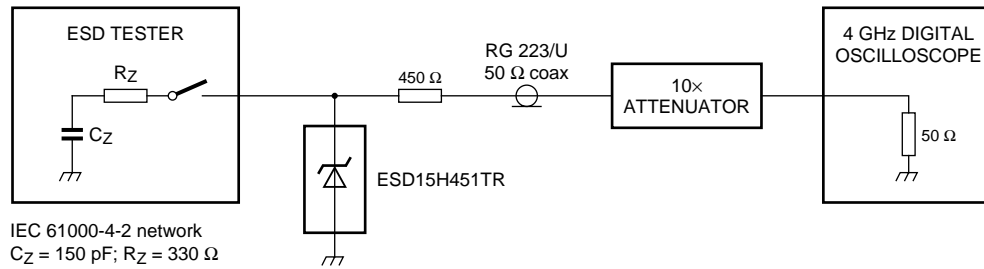 ESD TESTER
RZ
CZ
450 Ω
RG 223/U
50 Ω coax
10×
ATTENUATOR
4 GHz DIGITAL
OSCILLOSCOPE
50 Ω
ESD15H451TR
IEC 61000-4-2 network
CZ = 150 pF; RZ = 330 Ω